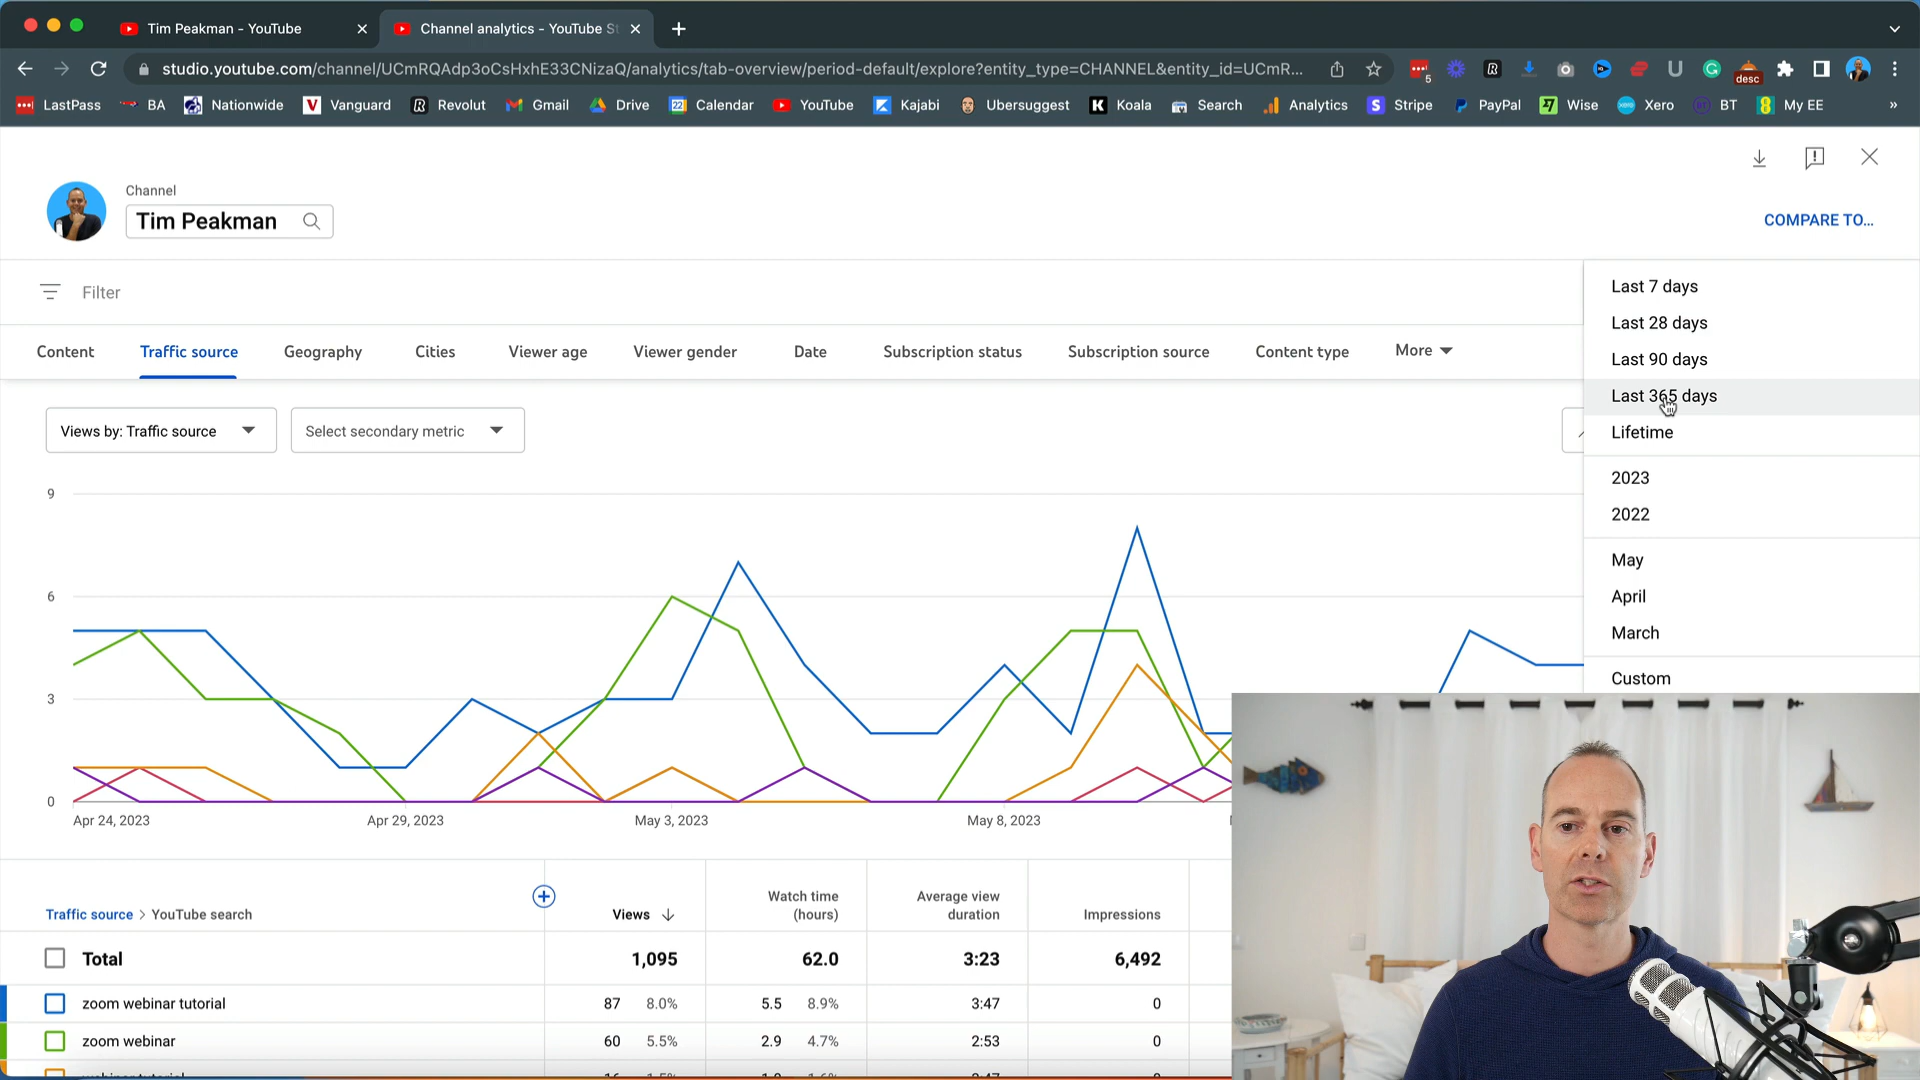 Tim Peakman - YouTube
Channel analytics - YouTube St
studio.youtube.com/channel/UCmRQAdp3oCsHxhE33CNizaQ/analytics/tab-overview/period-default/explore?entity_type=CHANNEL&entity_id=UCmR...
5
desc
LastPass BA Nationwide Vanguard Revolut Gmail Drive Calendar YouTube Kajabi Ubersuggest Koala Search Analytics Stripe PayPal Wise Xero BT My EE »
Channel
Tim Peakman
COMPARE TO...
Filter
Last 7 days
Last 28 days
Last 90 days
Last 365 days
Lifetime
2023
2022
May
April
March
Custom
Content Traffic source Geography Cities Viewer age Viewer gender Date Subscription status Subscription source Content type More
Views by: Traffic source Select secondary metric
9
6
3
0
Apr 24, 2023 Apr 29, 2023 May 3, 2023 May 8, 2023
Traffic source > YouTube search Views Watch time (hours) Average view duration Impressions
Total 1,095 62.0 3:23 6,492
zoom webinar tutorial 87 8.0% 5.5 8.9% 3:47 0
zoom webinar 60 5.5% 2.9 4.7% 2:53 0